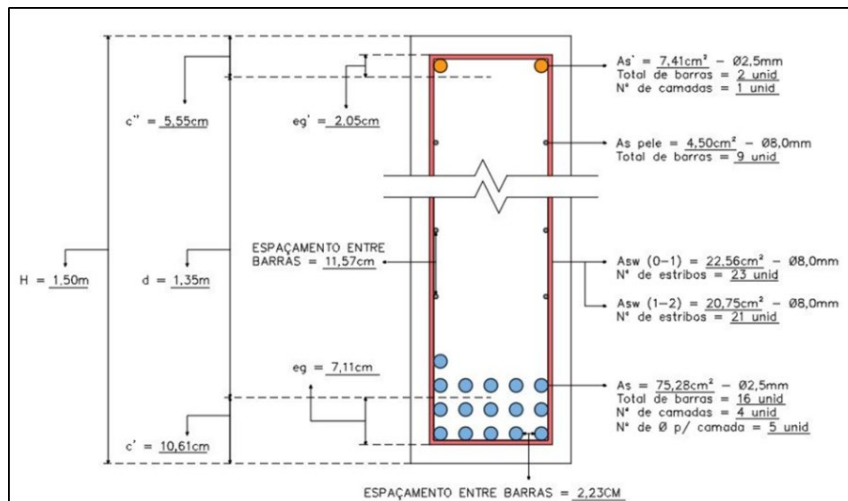 c'' = 5,55cm
eg' = 2.05cm
As' = 7,41cm² – Ø2,5mm
Total de barras = 2 unid
N° de camadas = 1 unid
As pele = 4,50cm² – Ø8,0mm
Total de barras = 9 unid
ESPAÇAMENTO ENTRE
BARRAS = 11,57cm
H = 1,50m
d = 1,35m
Asw (0–1) = 22,56cm² – Ø8,0mm
N° de estribos = 23 unid
Asw (1–2) = 20,75cm² – Ø8,0mm
N° de estribos = 21 unid
eg = 7,11cm
As = 75,28cm² – Ø2,5mm
Total de barras = 16 unid
N° de camadas = 4 unid
N° de Ø p/ camada = 5 unid
c' = 10,61cm
ESPAÇAMENTO ENTRE BARRAS = 2,23CM